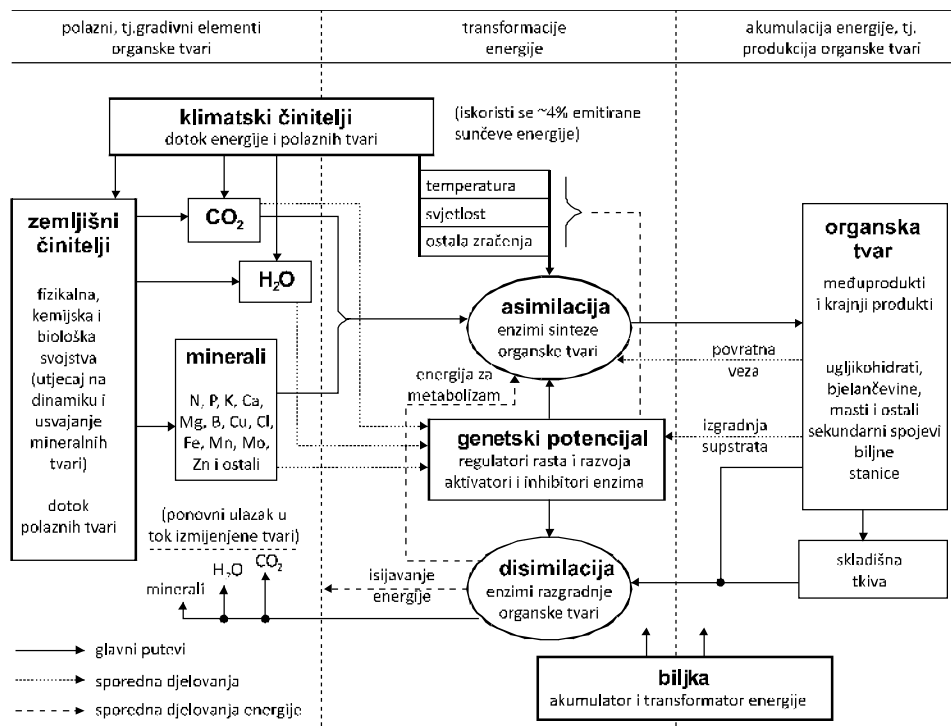 polazni, tj.gradivni elementi
organske tvari
transformacije
energije
akumulacija energije, tj.
produkcija organske tvari
klimatski činitelji
dotok energije i polaznih tvari
(iskoristi se ~4% emitirane
sunčeve energije)
temperatura
svjetlost
ostala zračenja
zemljišni
činitelji
fizikalna,
kemijska i
biološka
svojstva
(utjecaj na
dinamiku i
usvajanje
mineralnih
tvari)
dotok
polaznih tvari
CO2
H2O
minerali
N, P, K, Ca,
Mg, B, Cu, Cl,
Fe, Mn, Mo,
Zn i ostali
asimilacija
enzimi sinteze
organske tvari
energija za
metabolizam
povratna
veza
genetski potencijal
regulatori rasta i razvoja
aktivatori i inhibitori enzima
izgradnja
supstrata
organska
tvar
međuprodukti
i krajnji produkti
ugljikohidrati,
bjelančevine,
masti i ostali
sekundarni spojevi
biljne
stanice
skladišna
tkiva
(ponovni ulazak u
tok izmijenjene tvari)
minerali
H2O
CO2
isijavanje
energije
disimilacija
enzimi razgradnje
organske tvari
glavni putevi
sporedna djelovanja
sporedna djelovanja energije
biljka
akumulator i transformator energije